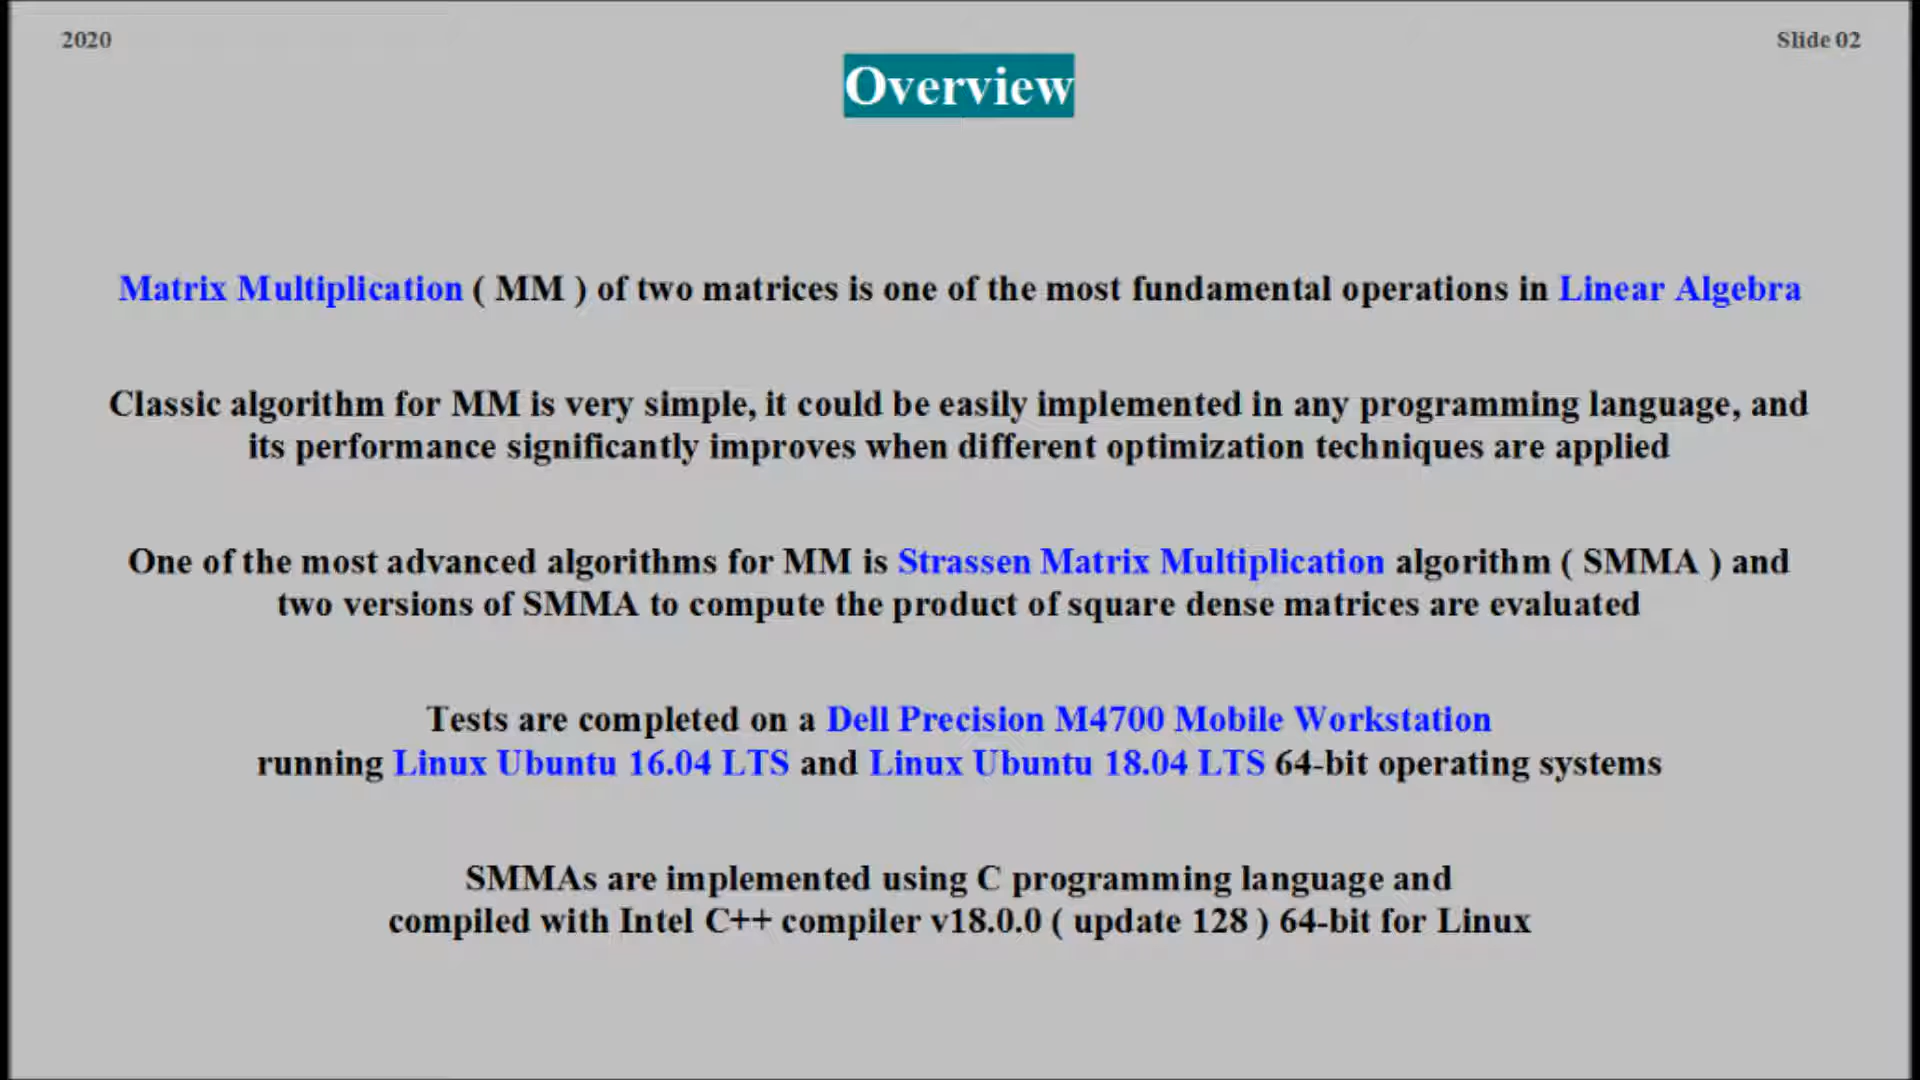 2020
Slide 02
Overview
Matrix Multiplication ( MM ) of two matrices is one of the most fundamental operations in Linear Algebra
Classic algorithm for MM is very simple, it could be easily implemented in any programming language, and
its performance significantly improves when different optimization techniques are applied
One of the most advanced algorithms for MM is Strassen Matrix Multiplication algorithm ( SMMA ) and
two versions of SMMA to compute the product of square dense matrices are evaluated
Tests are completed on a Dell Precision M4700 Mobile Workstation
running Linux Ubuntu 16.04 LTS and Linux Ubuntu 18.04 LTS 64-bit operating systems
SMMAs are implemented using C programming language and
compiled with Intel C++ compiler v18.0.0 ( update 128 ) 64-bit for Linux